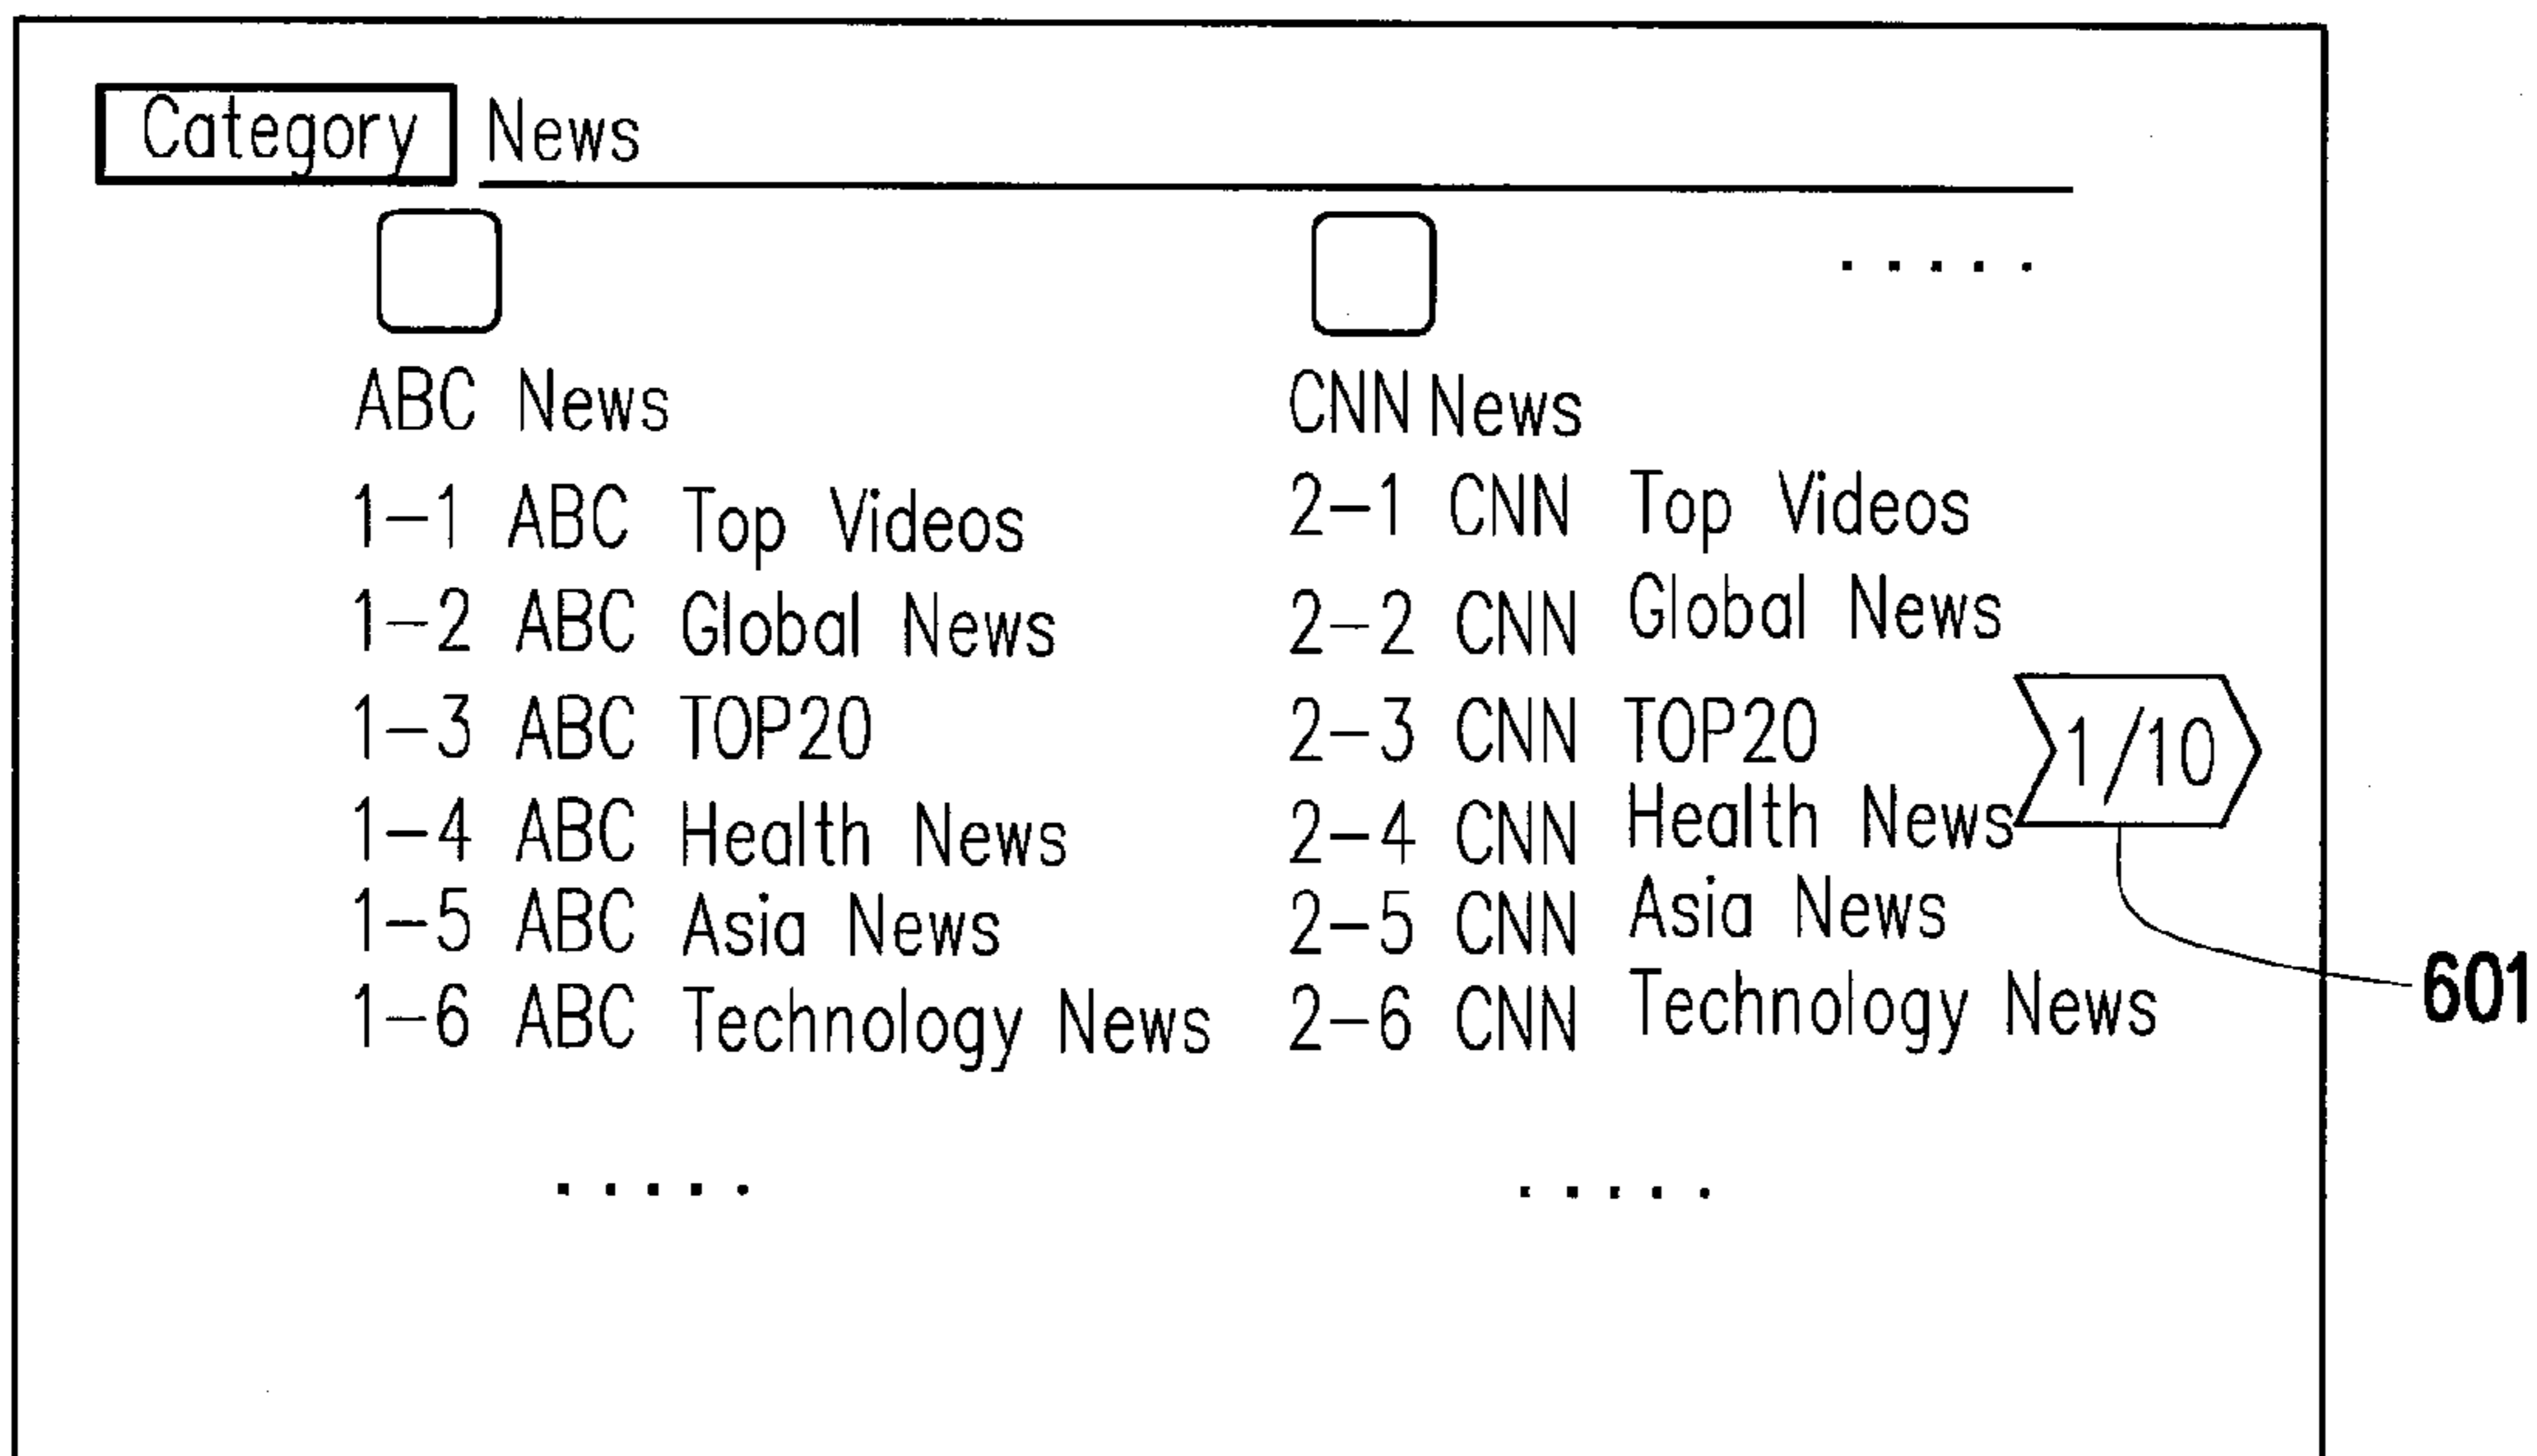 Category News
.....
ABC News
1-1 ABC Top Videos
1-2 ABC Global News
1-3 ABC TOP20
1-4 ABC Health News
1-5 ABC Asia News
1-6 ABC Technology News
.....
CNN News
2-1 CNN Top Videos
2-2 CNN Global News
2-3 CNN TOP20
2-4 CNN Health News
2-5 CNN Asia News
2-6 CNN Technology News
.....
1/10
601